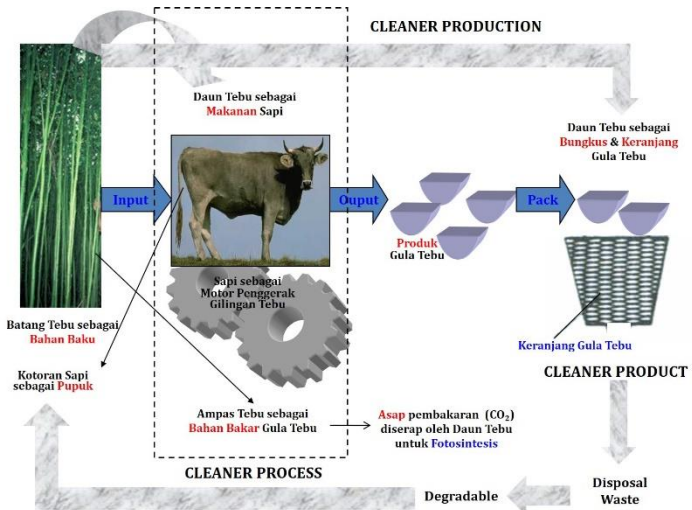 CLEANER PRODUCTION
Daun Tebu sebagai
Makanan Sapi
Daun Tebu sebagai
Bungkus & Keranjang
Gula Tebu
Input
Ouput
Pack
Produk
Gula Tebu
Sapi sebagai
Motor Penggerak
Gilingan Tebu
Batang Tebu sebagai
Bahan Baku
Keranjang Gula Tebu
CLEANER PRODUCT
Kotoran Sapi
sebagai Pupuk
Ampas Tebu sebagai
Bahan Bakar Gula Tebu
Asap pembakaran (CO₂)
diserap oleh Daun Tebu
untuk Fotosintesis
CLEANER PROCESS
Degradable
Disposal
Waste